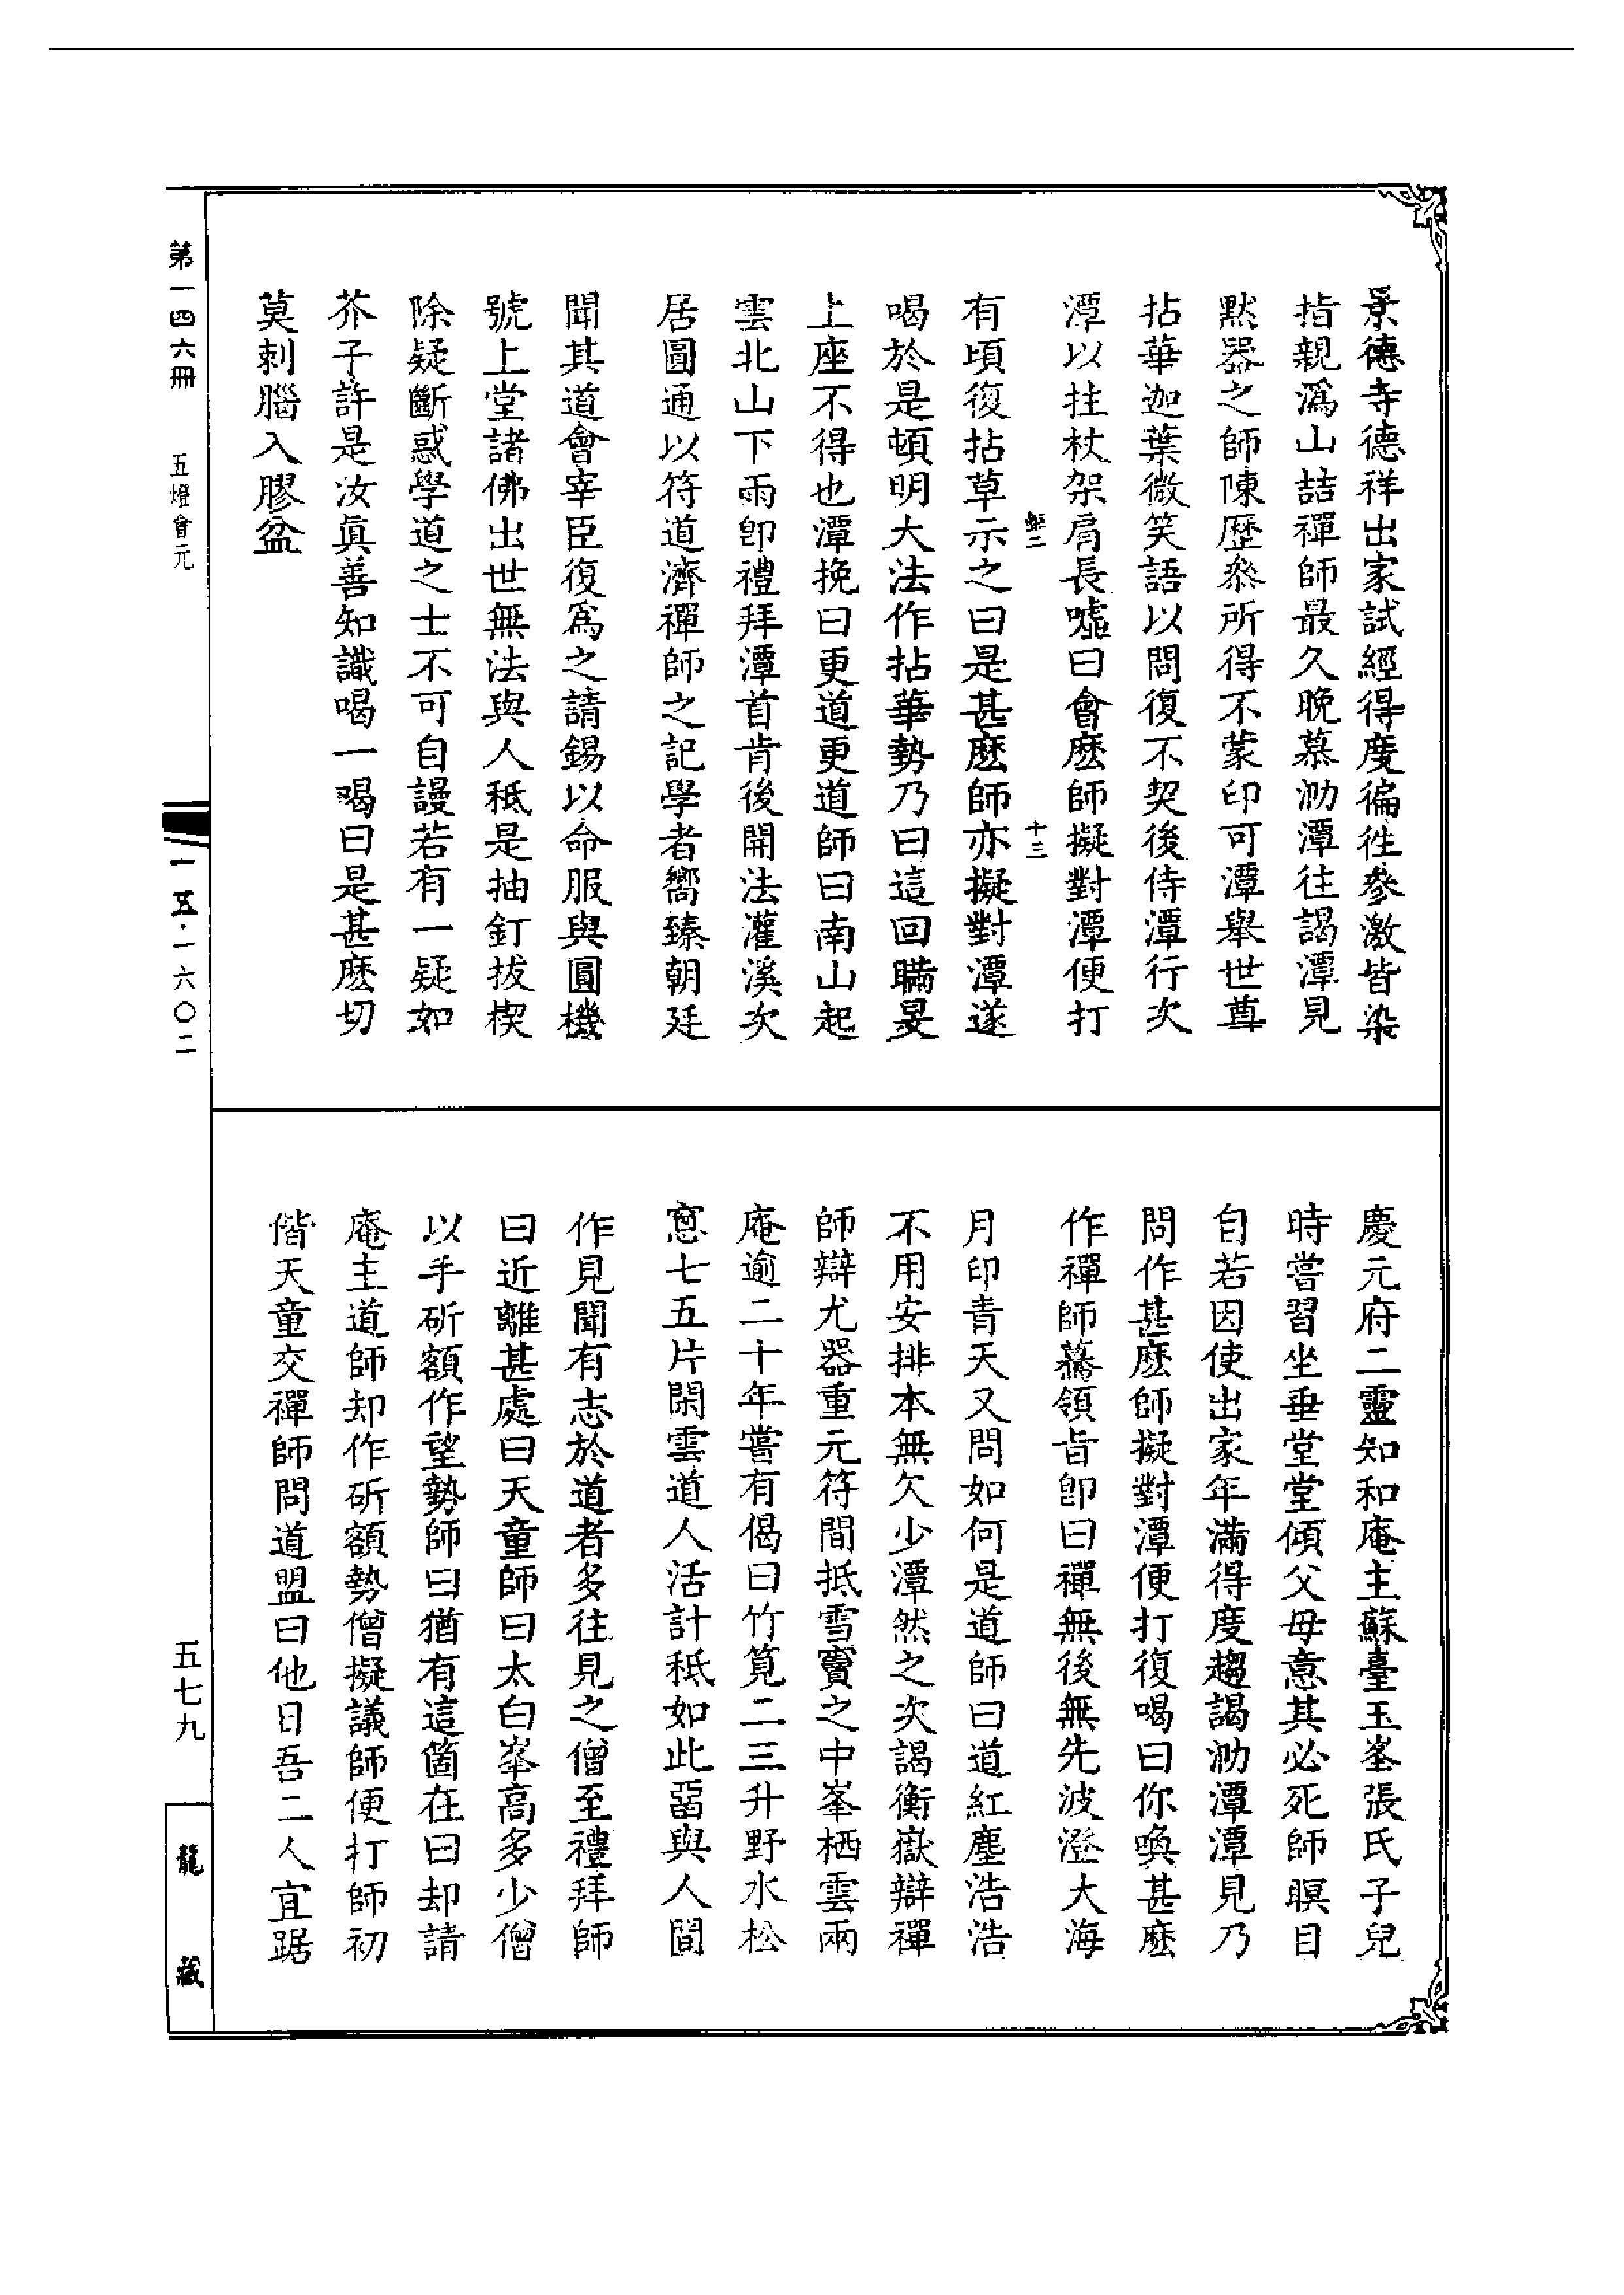 景德寺德祥出家試經得度徧徃參激皆染
指親潙山詰禪師最久晚慕泐潭往謁潭見
黙器之師陳歷叅所得不蒙印可潭舉世尊
拈華迦葉微笑語以問復不契後侍潭行次
潭以拄杖架肩長噓曰會麽師擬對潭便打
十三
有頃復拈草示之曰是甚麽師亦擬對潭遂
喝於是頓明大法作拈華勢乃曰這回瞞旻
上座不得也潭挽曰更道更道師曰南山起
雲北山下雨卽禮拜潭首肯後開法灌溪次
居圓通以符道濟禪師之記學者嚮臻朝廷
聞其道會宰臣復爲之請錫以命服與圓機
號上堂諸佛出世無法與人秖是抽釘拔楔
除疑斷惑學道之士不可自謾若有一疑如
芥子許是汝眞善知識喝一喝曰是甚麽切
莫刺腦入膠盆
慶元府二靈知和庵主蘇臺玉峯張氏子兒
時嘗習坐垂堂堂傾父母意其必死師瞑目
自若因使出家年滿得度趨謁泐潭潭見乃
問作甚麽師擬對潭便打復喝曰你喚甚麽
作禪師驀領旨卽曰禪無後無先波澄大海
月印青天又問如何是道師曰道紅塵浩浩
不用安排本無欠少潭然之次謁衡嶽辯禪
師辯尤器重元符間抵雪竇之中峯栖雲兩
庵逾二十年嘗有偈曰竹筧二三升野水松
窻七五片閑雲道人活計秖如此留與人間
作見聞有志於道者多往見之僧至禮拜師
曰近離甚處曰天童師曰太白峯高多少僧
以手斫額作望勢師曰猶有這箇在曰却請
庵主道師却作斫額勢僧擬議師便打師初
偕天童交禪師問道盟曰他日吾二人宜踞
第一四六冊 五燈會元
一五·一六〇二
五七九
龍藏